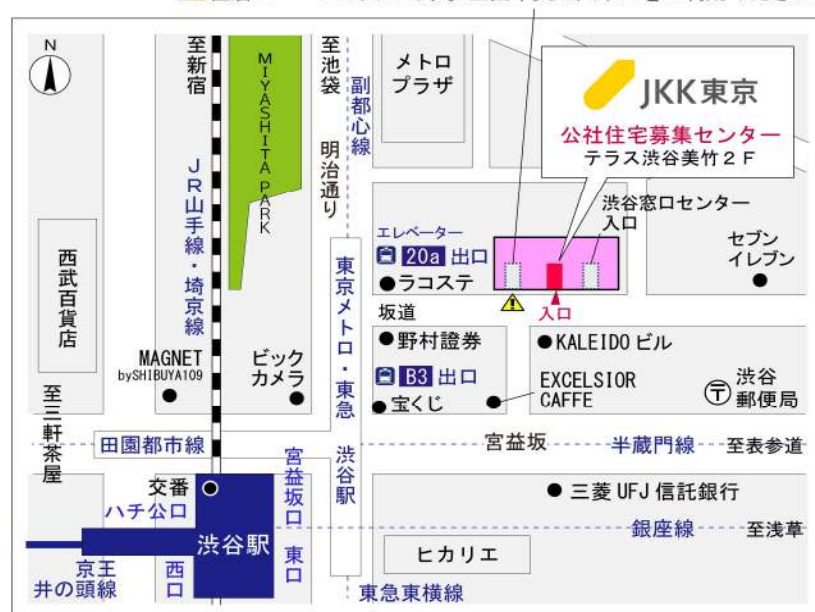 N
至新宿
MIYASHITA PARK
至池袋
明治通り
副都心線
メトロ
プラザ
JKK東京
公社住宅募集センター
テラス渋谷美竹2F
JR山手線・埼京線
渋谷窓口センター
入口
エレベーター
20a 出口
ラコステ
セブン
イレブン
西武百貨店
東京メトロ・東急 渋谷駅
坂道
入口
野村證券
KALEIDO ビル
MAGNET
bySHIBUYA109
ビック
カメラ
B3 出口
EXCELSIOR
CAFFE
渋谷
郵便局
宝くじ
至三軒茶屋
田園都市線
宮益坂
半蔵門線
至表参道
交番
宮益坂口
ハチ公口
三菱UFJ信託銀行
渋谷駅
銀座線
至浅草
京王
井の頭線
西口
東口
ヒカリエ
東急東横線